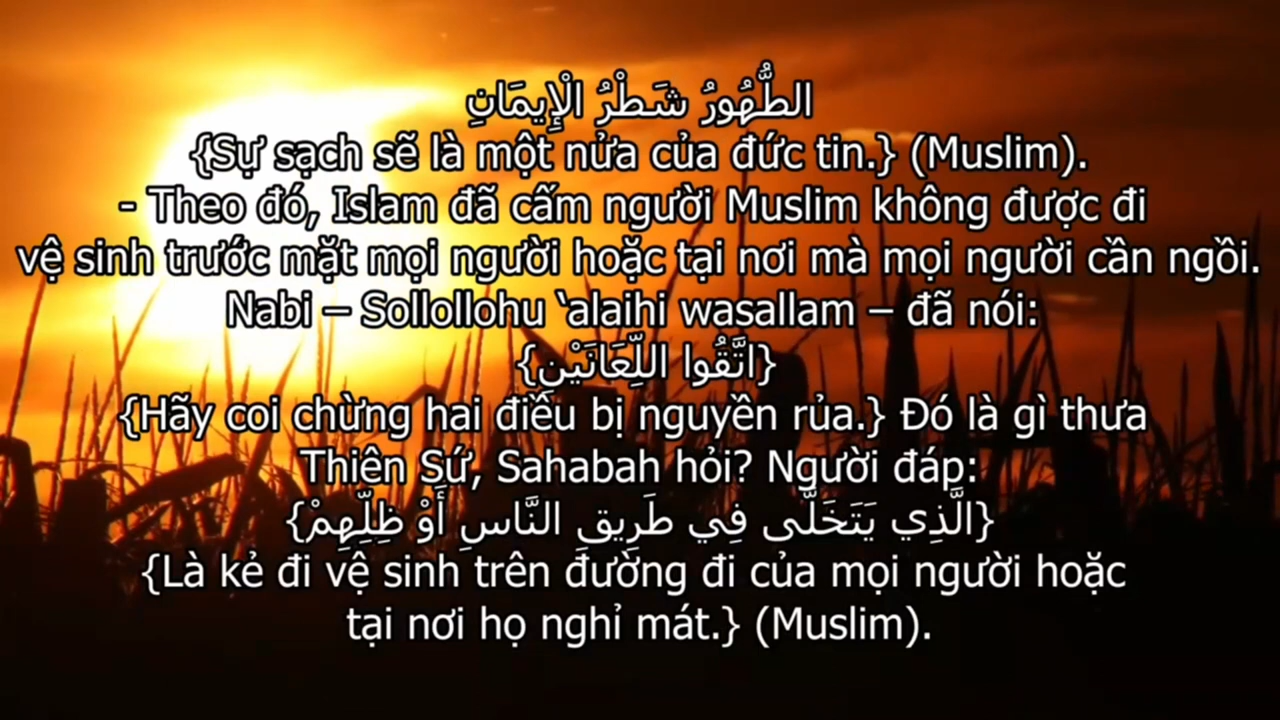 الطُّهُورُ شَطْرُ الْإِيمَانِ
{Sự sạch sẽ là một nửa của đức tin.} (Muslim).
- Theo đó, Islam đã cấm người Muslim không được đi
vệ sinh trước mặt mọi người hoặc tại nơi mà mọi người cần ngồi.
Nabi – Sollollohu ‘alaihi wasallam – đã nói:
{اتَّقُوا اللِّعَانَيْنِ}
{Hãy coi chừng hai điều bị nguyền rủa.} Đó là gì thưa
Thiên Sứ, Sahabah hỏi? Người đáp:
{الَّذِي يَتَخَلَّى فِي طَرِيقِ النَّاسِ أَوْ ظِلِّهِمْ}
{Là kẻ đi vệ sinh trên đường đi của mọi người hoặc
tại nơi họ nghỉ mát.} (Muslim).